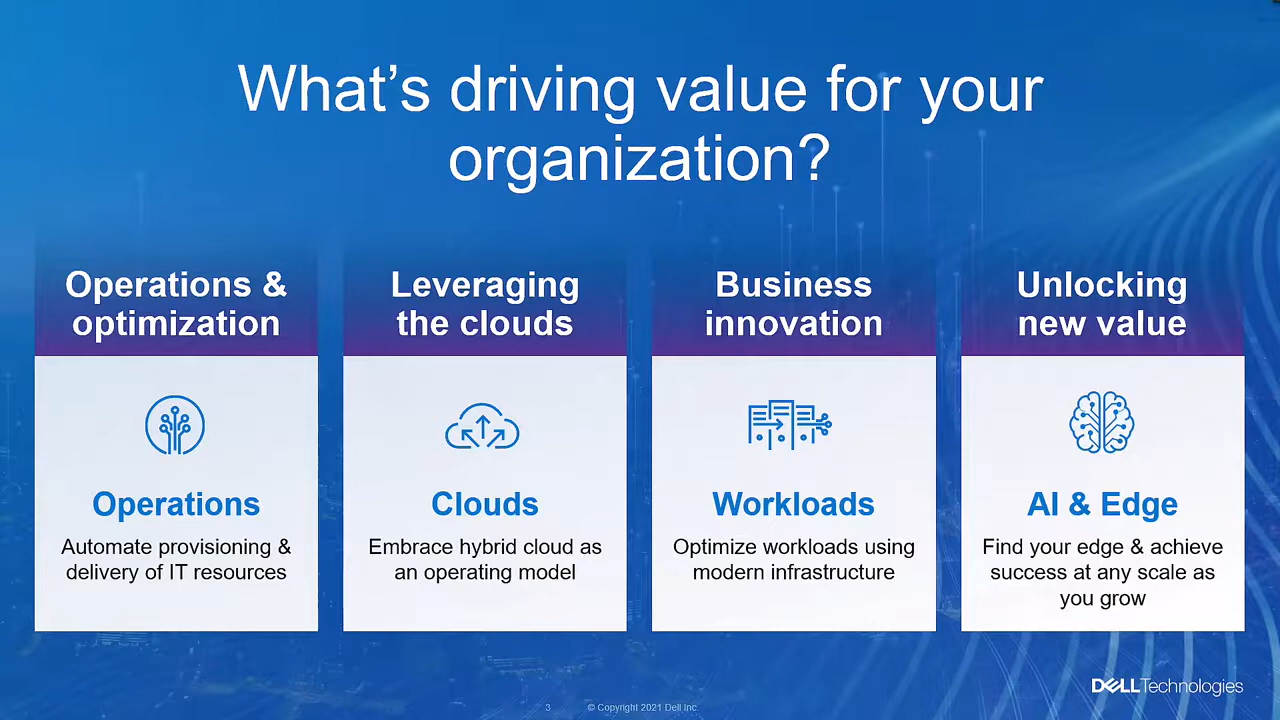 What's driving value for your
organization?
Operations &
optimization
Operations
Automate provisioning &
delivery of IT resources
Leveraging
the clouds
Clouds
Embrace hybrid cloud as
an operating model
Business
innovation
Workloads
Optimize workloads using
modern infrastructure
Unlocking
new value
AI & Edge
Find your edge & achieve
success at any scale as
you grow
3 © Copyright 2021 Dell Inc.
DELLTechnologies